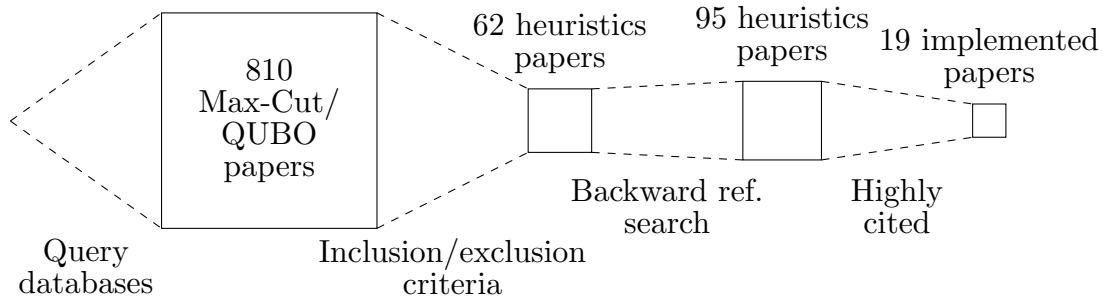 810
Max-Cut/
QUBO
papers
62 heuristics
papers
95 heuristics
papers
19 implemented
papers
Query
databases
Inclusion/exclusion
criteria
Backward ref.
search
Highly
cited